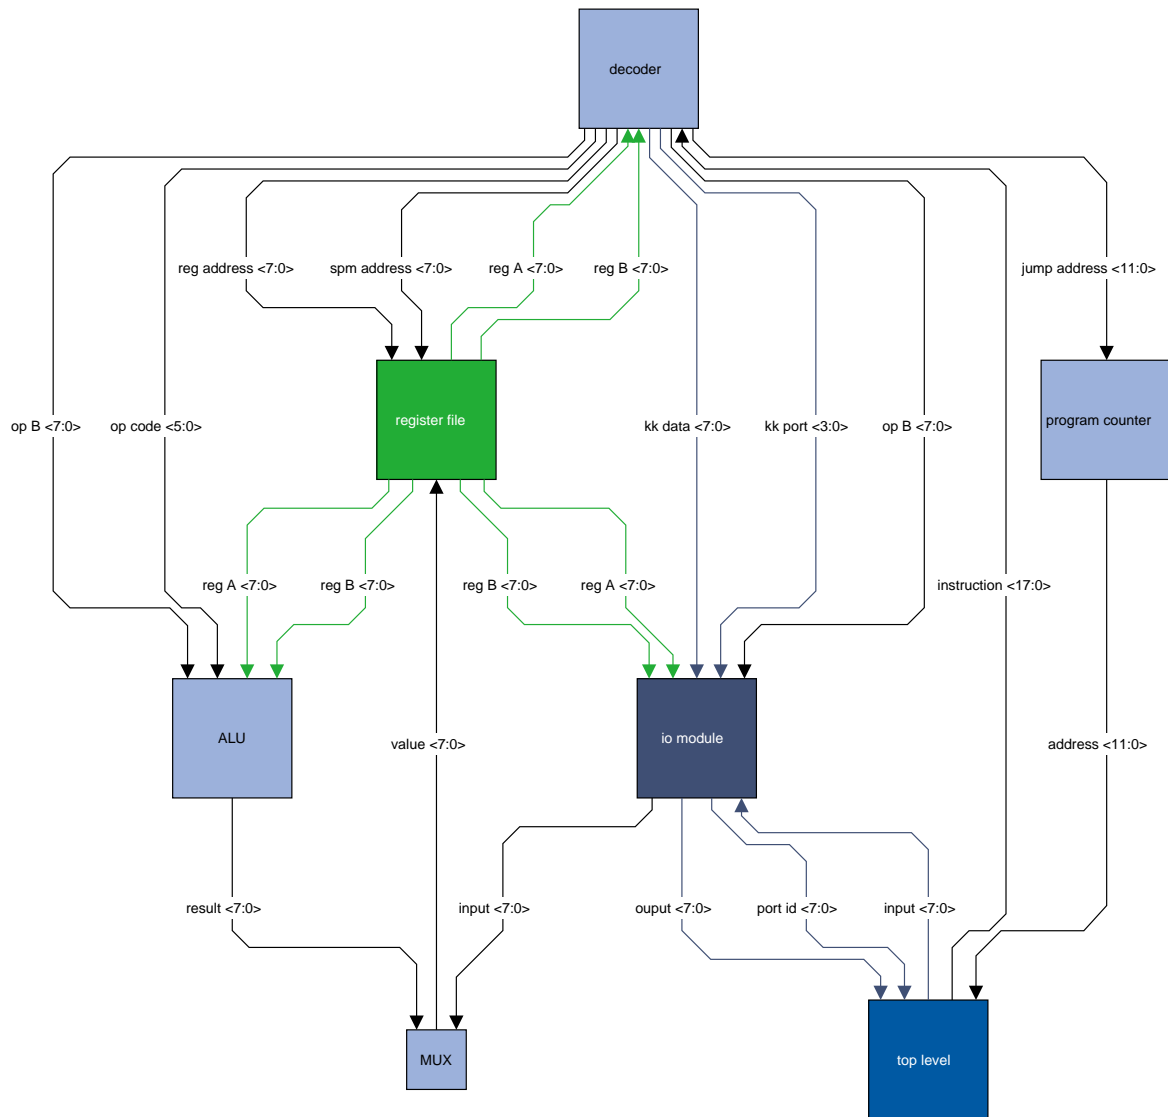 decoder
reg address <7:0>
spm address <7:0>
reg A <7:0>
reg B <7:0>
jump address <11:0>
op B <7:0>
op code <5:0>
register file
kk data <7:0>
kk port <3:0>
op B <7:0>
program counter
reg A <7:0>
reg B <7:0>
reg B <7:0>
reg A <7:0>
instruction <17:0>
ALU
value <7:0>
io module
address <11:0>
result <7:0>
input <7:0>
ouput <7:0>
port id <7:0>
input <7:0>
MUX
top level